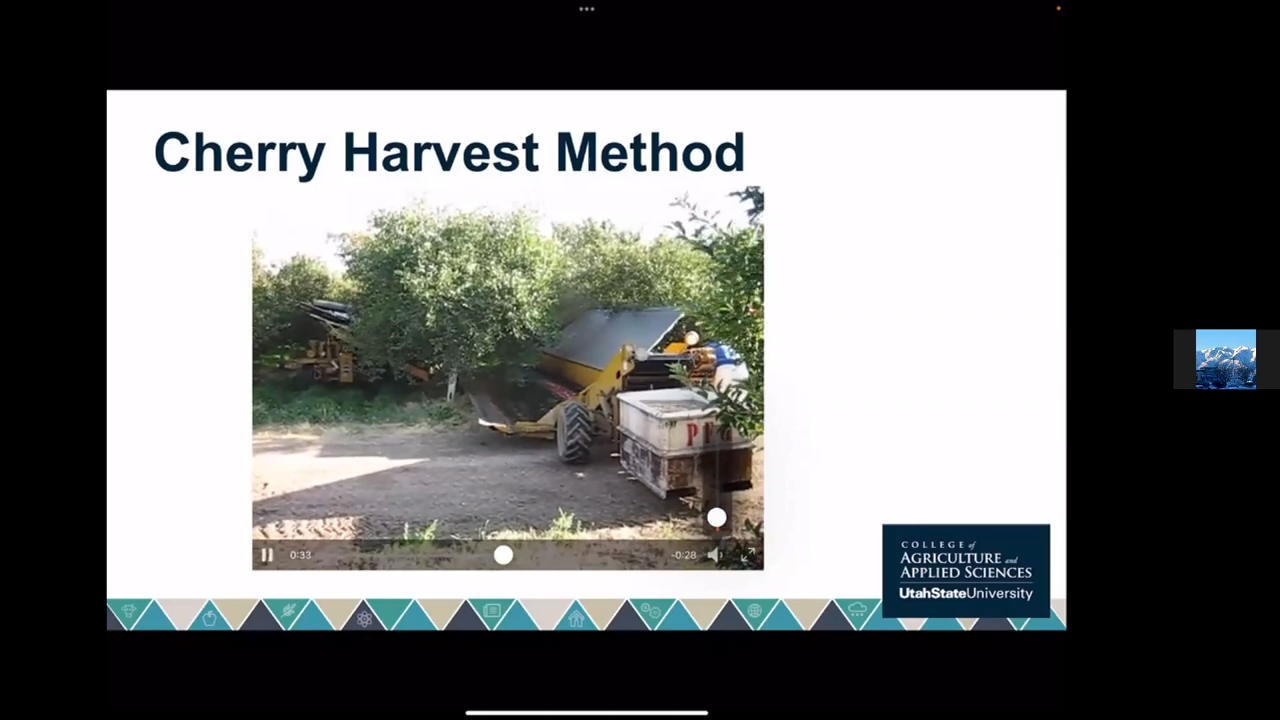 Cherry Harvest Method
0:33
-0:28
COLLEGE of
AGRICULTURE and
APPLIED SCIENCES
UtahStateUniversity